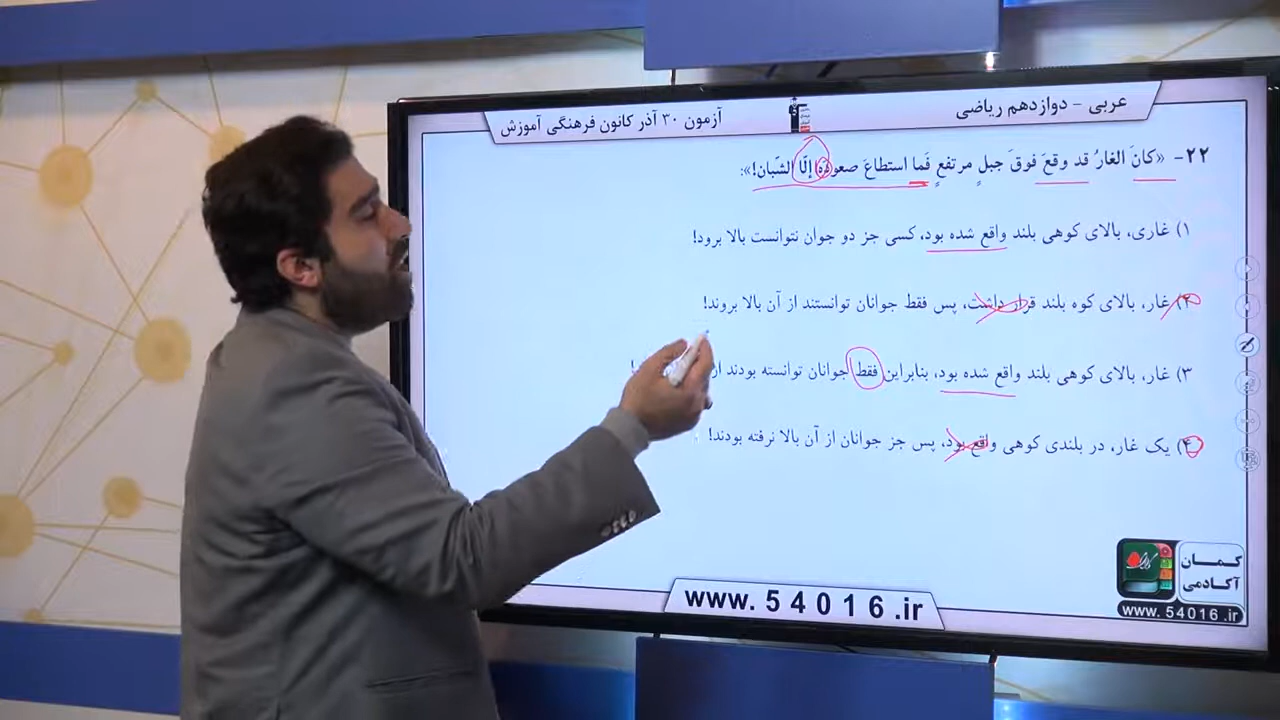 عربی - دوازدهم ریاضی
آزمون ۳۰ آذر کانون فرهنگی آموزش
۲۲- «کانَ الغارُ قد وقعَ فوقَ جبلٍ مرتفعٍ فَما استطاعَ صعودَه إلّا الشّبان!»:
۱) غاری، بالای کوهی بلند واقع شده بود، کسی جز دو جوان نتوانست بالا برود!
۲) غار، بالای کوه بلند قرار داشت، پس فقط جوانان توانستند از آن بالا بروند!
۳) غار، بالای کوهی بلند واقع شده بود، بنابراین فقط جوانان توانسته بودند
۴) یک غار، در بلندی کوهی واقع بود، پس جز جوانان از آن بالا نرفته بودند!
کمان
آکادمی
www.54016.ir
www.54016.ir